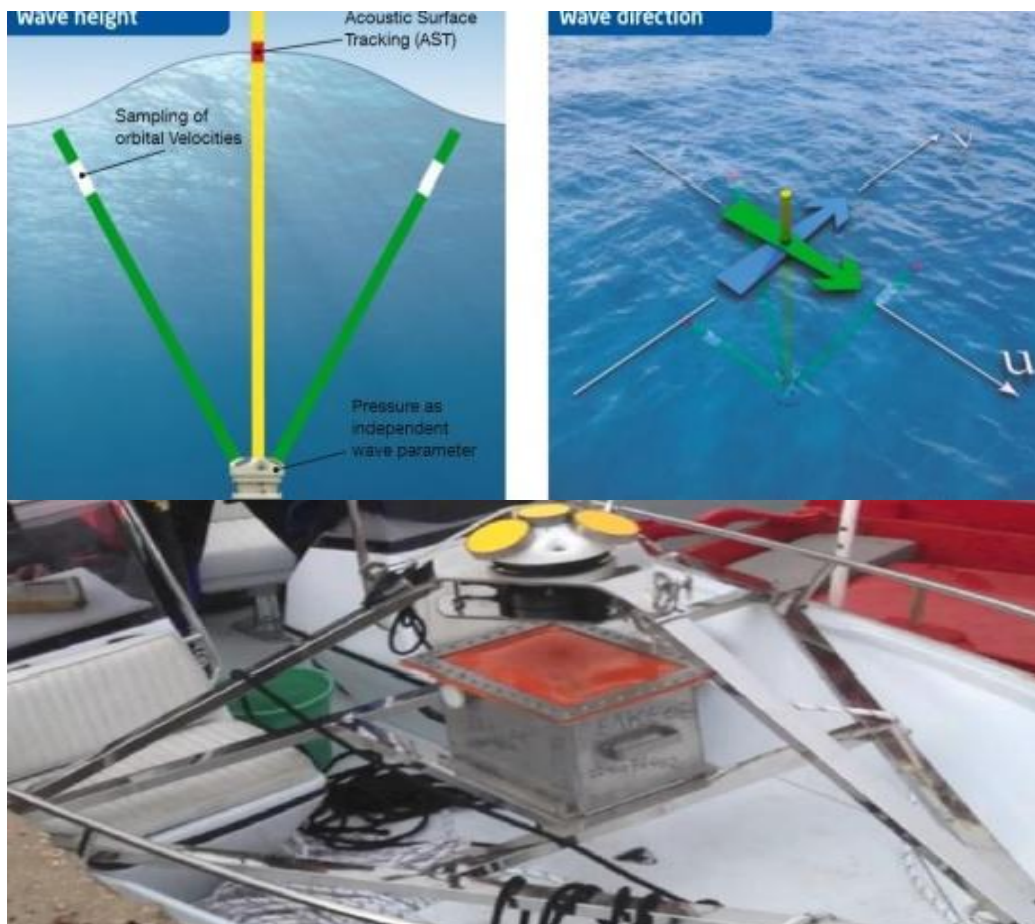 Wave height
Acoustic Surface
Tracking (AST)
Sampling of
orbital Velocities
Pressure as
independent
wave parameter
Wave direction
v
u